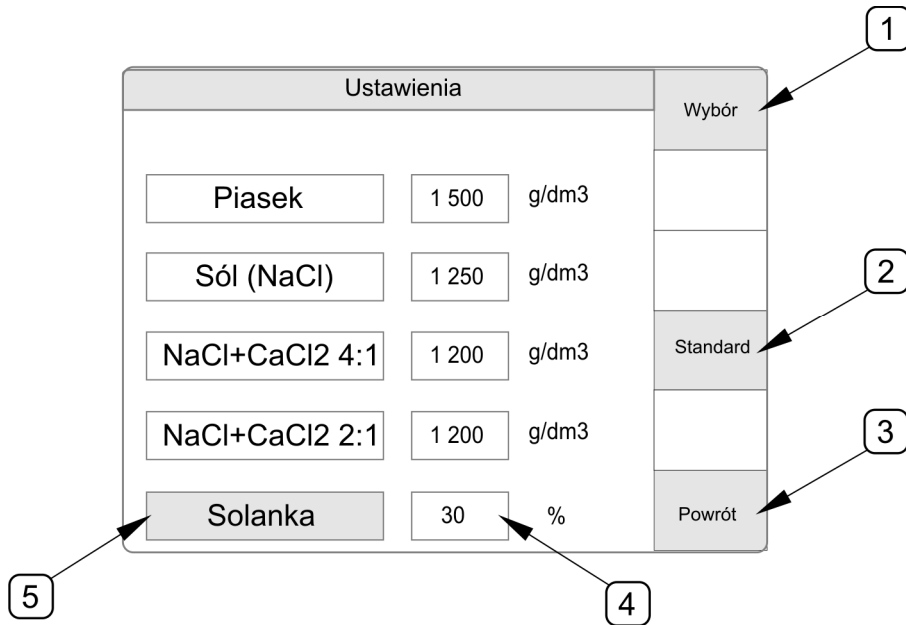 1
Ustawienia
Wybór
Piasek 1 500 g/dm3
Sól (NaCl) 1 250 g/dm3
2
NaCl+CaCl2 4:1 1 200 g/dm3
Standard
NaCl+CaCl2 2:1 1 200 g/dm3
3
Solanka 30 %
Powrót
5
4